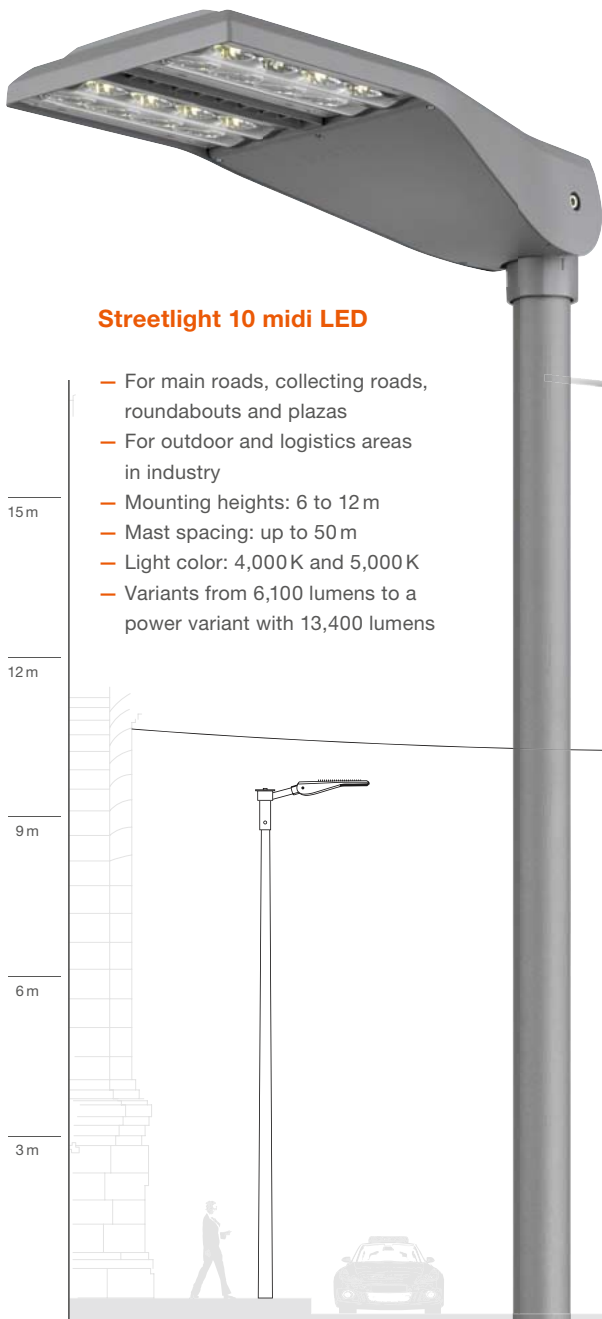 Streetlight 10 midi LED
— For main roads, collecting roads,
roundabouts and plazas
— For outdoor and logistics areas
in industry
— Mounting heights: 6 to 12 m
— Mast spacing: up to 50 m
— Light color: 4,000 K and 5,000 K
— Variants from 6,100 lumens to a
power variant with 13,400 lumens
15 m
12 m
9 m
6 m
3 m